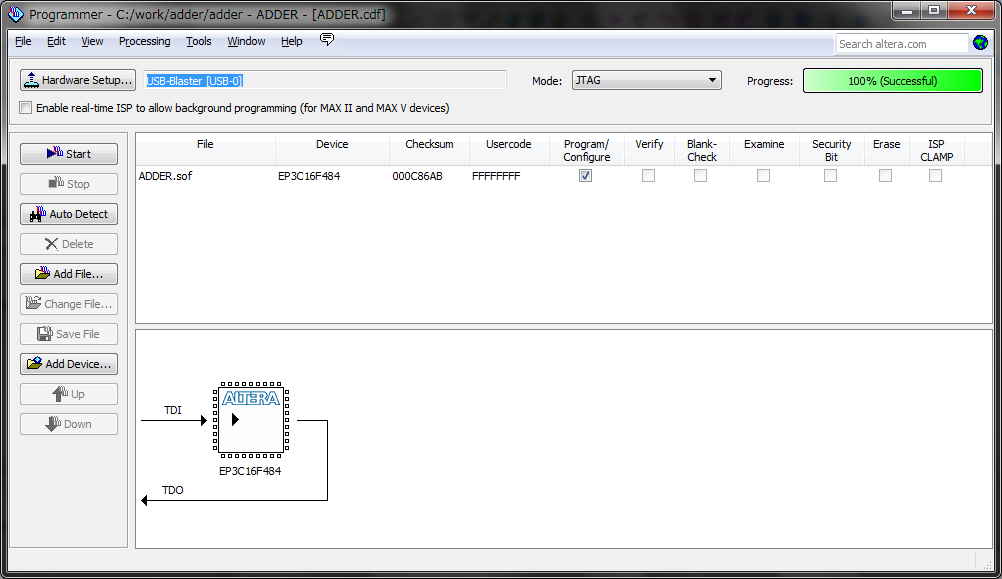 Programmer - C:/work/adder/adder - ADDER - [ADDER.cdf]
File Edit View Processing Tools Window Help
Search altera.com
Hardware Setup... USB-Blaster [USB-0] Mode: JTAG Progress: 100% (Successful)
Enable real-time ISP to allow background programming (for MAX II and MAX V devices)
Start
Stop
Auto Detect
Delete
Add File...
Change File...
Save File
Add Device...
Up
Down
File Device Checksum Usercode Program/ Verify Blank- Examine Security Erase ISP
Configure Check Bit CLAMP
ADDER.sof EP3C16F484 000C86AB FFFFFFFF
ALTERA
TDI
EP3C16F484
TDO